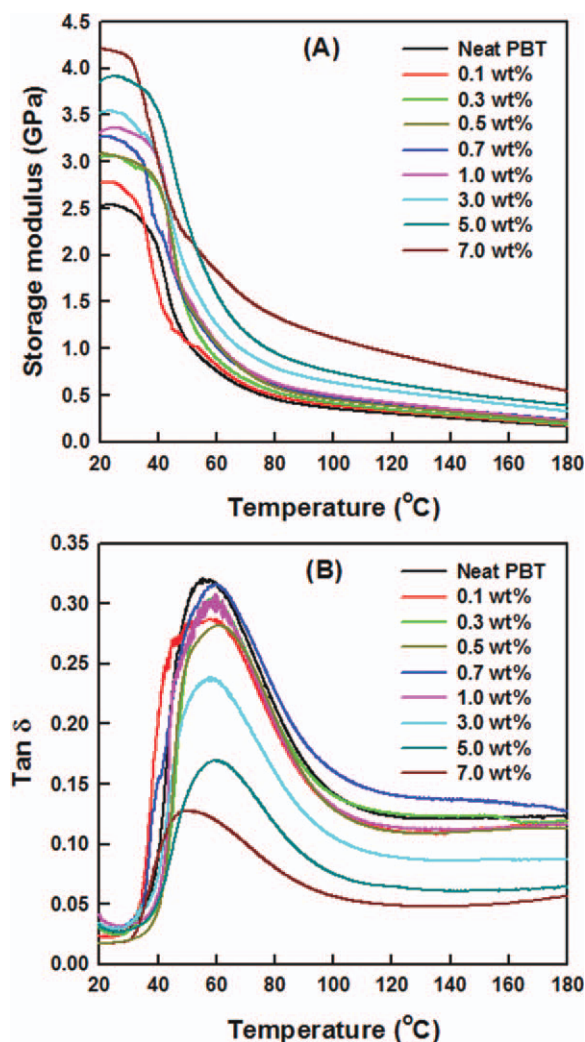 (A)
Storage modulus (GPa)
4.5
4.0
3.5
3.0
2.5
2.0
1.5
1.0
0.5
0.0
Neat PBT
0.1 wt%
0.3 wt%
0.5 wt%
0.7 wt%
1.0 wt%
3.0 wt%
5.0 wt%
7.0 wt%
20 40 60 80 100 120 140 160 180
Temperature (°C)
(B)
Tan δ
0.35
0.30
0.25
0.20
0.15
0.10
0.05
0.00
Neat PBT
0.1 wt%
0.3 wt%
0.5 wt%
0.7 wt%
1.0 wt%
3.0 wt%
5.0 wt%
7.0 wt%
20 40 60 80 100 120 140 160 180
Temperature (°C)